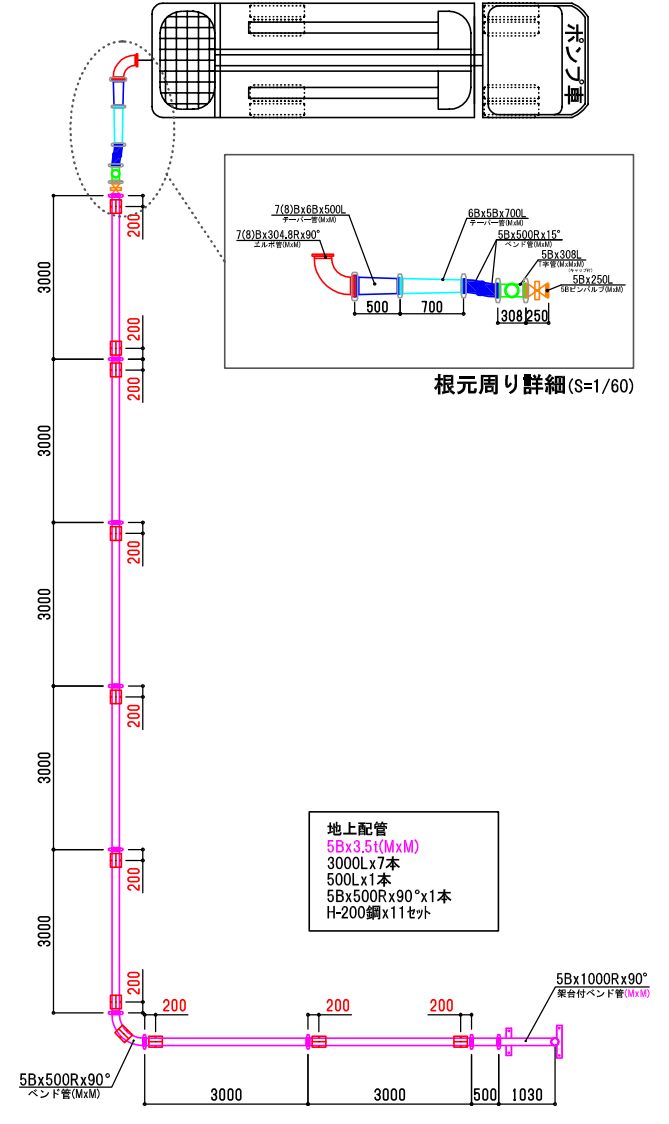 ポンプ車
7(8)Bx6Bx500L
テーパー管(MxM)
7(8)Bx304.8Rx90°
エルボ管(MxM)
6Bx5Bx700L
テーパー管(MxM)
5Bx500Rx15°
ベンド管(MxM)
5Bx308L
T字管(MxMxM)
(キャップ付)
5Bx250L
5Bピンバルブ(MxM)
500
700
308
250
根元周り詳細(S=1/60)
200
3000
200
200
3000
200
3000
200
3000
200
3000
200
地上配管
5Bx3.5t(MxM)
3000Lx7本
500Lx1本
5Bx500Rx90°x1本
H-200鋼x11セット
5Bx1000Rx90°
架台付ベンド管(MxM)
200
200
200
5Bx500Rx90°
ベンド管(MxM)
3000
3000
500
1030